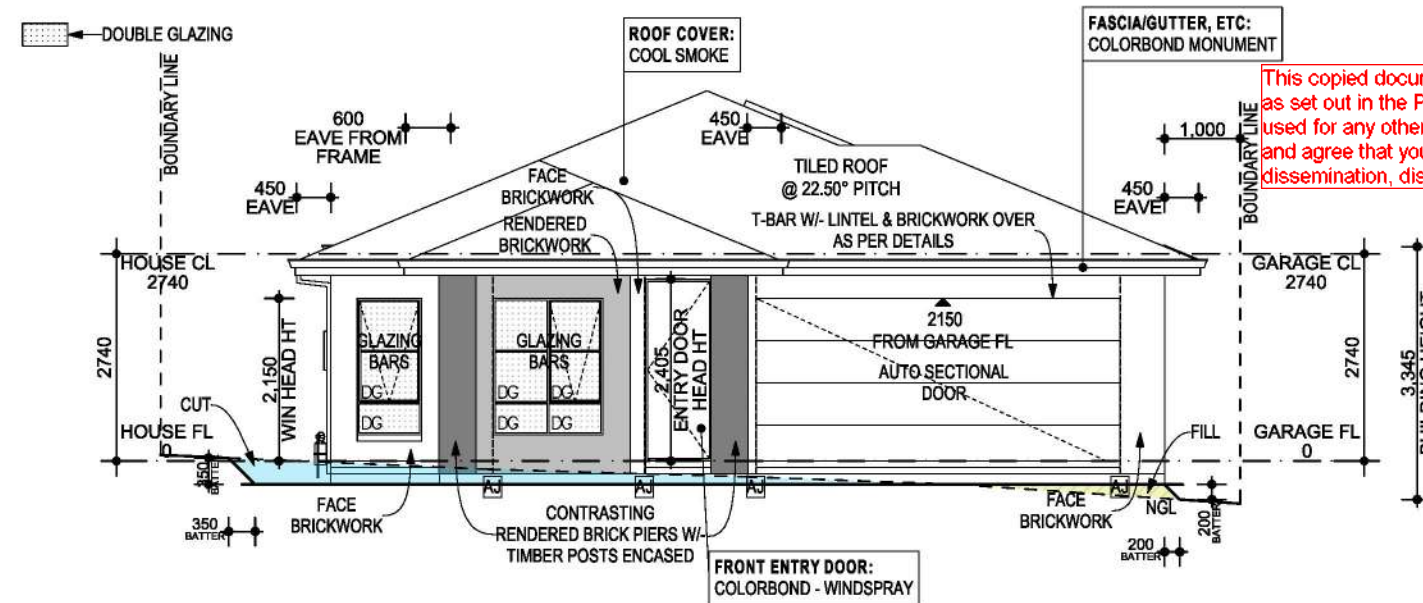 DOUBLE GLAZING
ROOF COVER:
COOL SMOKE
FASCIA/GUTTER, ETC:
COLORBOND MONUMENT
This copied docu
as set out in the P
used for any other
and agree that you
dissemination, dis
BOUNDARY LINE
600
EAVE FROM
FRAME
450
EAVE
1,000
BOUNDARY LINE
TILED ROOF
@ 22.50° PITCH
FACE
BRICKWORK
450
EAVE
450
EAVE
RENDERED
BRICKWORK
T-BAR W/- LINTEL & BRICKWORK OVER
AS PER DETAILS
HOUSE CL
2740
GARAGE CL
2740
2740
2,150
WIN HEAD HT
GLAZING
BARS
DG
DG
GLAZING
BARS
DG
DG
DG
DG
2,405
ENTRY DOOR
HEAD HT
2150
FROM GARAGE FL
AUTO SECTIONAL
DOOR
2740
3,345
BUILDING HEIGHT
CUT
HOUSE FL
0
FILL
GARAGE FL
0
350
BATTER
350
BATTER
FACE
BRICKWORK
AJ
AJ
AJ
AJ
CONTRASTING
RENDERED BRICK PIERS W/-
TIMBER POSTS ENCASED
FACE
BRICKWORK
NGL
200
BATTER
200
BATTER
FRONT ENTRY DOOR:
COLORBOND - WINDSPRAY